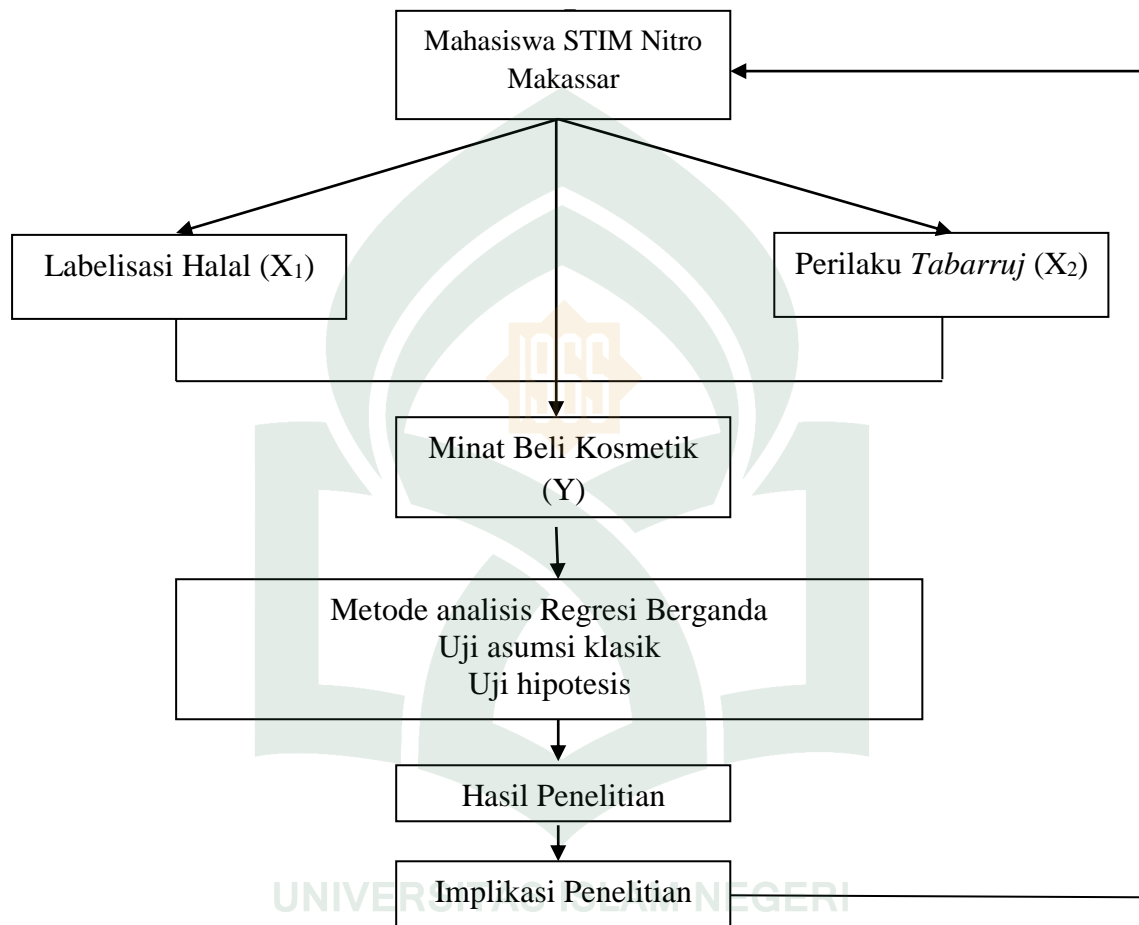 Mahasiswa STIM Nitro
Makassar
Labelisasi Halal (X₁)
Perilaku Tabarruj (X₂)
Minat Beli Kosmetik
(Y)
Metode analisis Regresi Berganda
Uji asumsi klasik
Uji hipotesis
Hasil Penelitian
Implikasi Penelitian
UNIVERSITAS ISLAM NEGERI